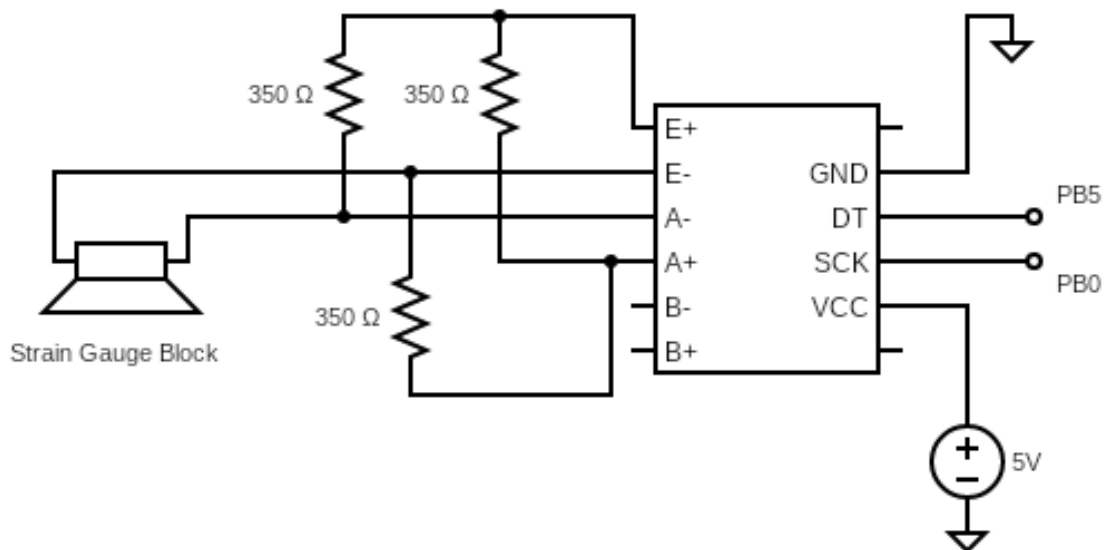 350 Ω
350 Ω
E+
E-
GND
PB5
A-
DT
A+
SCK
PB0
350 Ω
B-
VCC
Strain Gauge Block
B+
+
5V
−